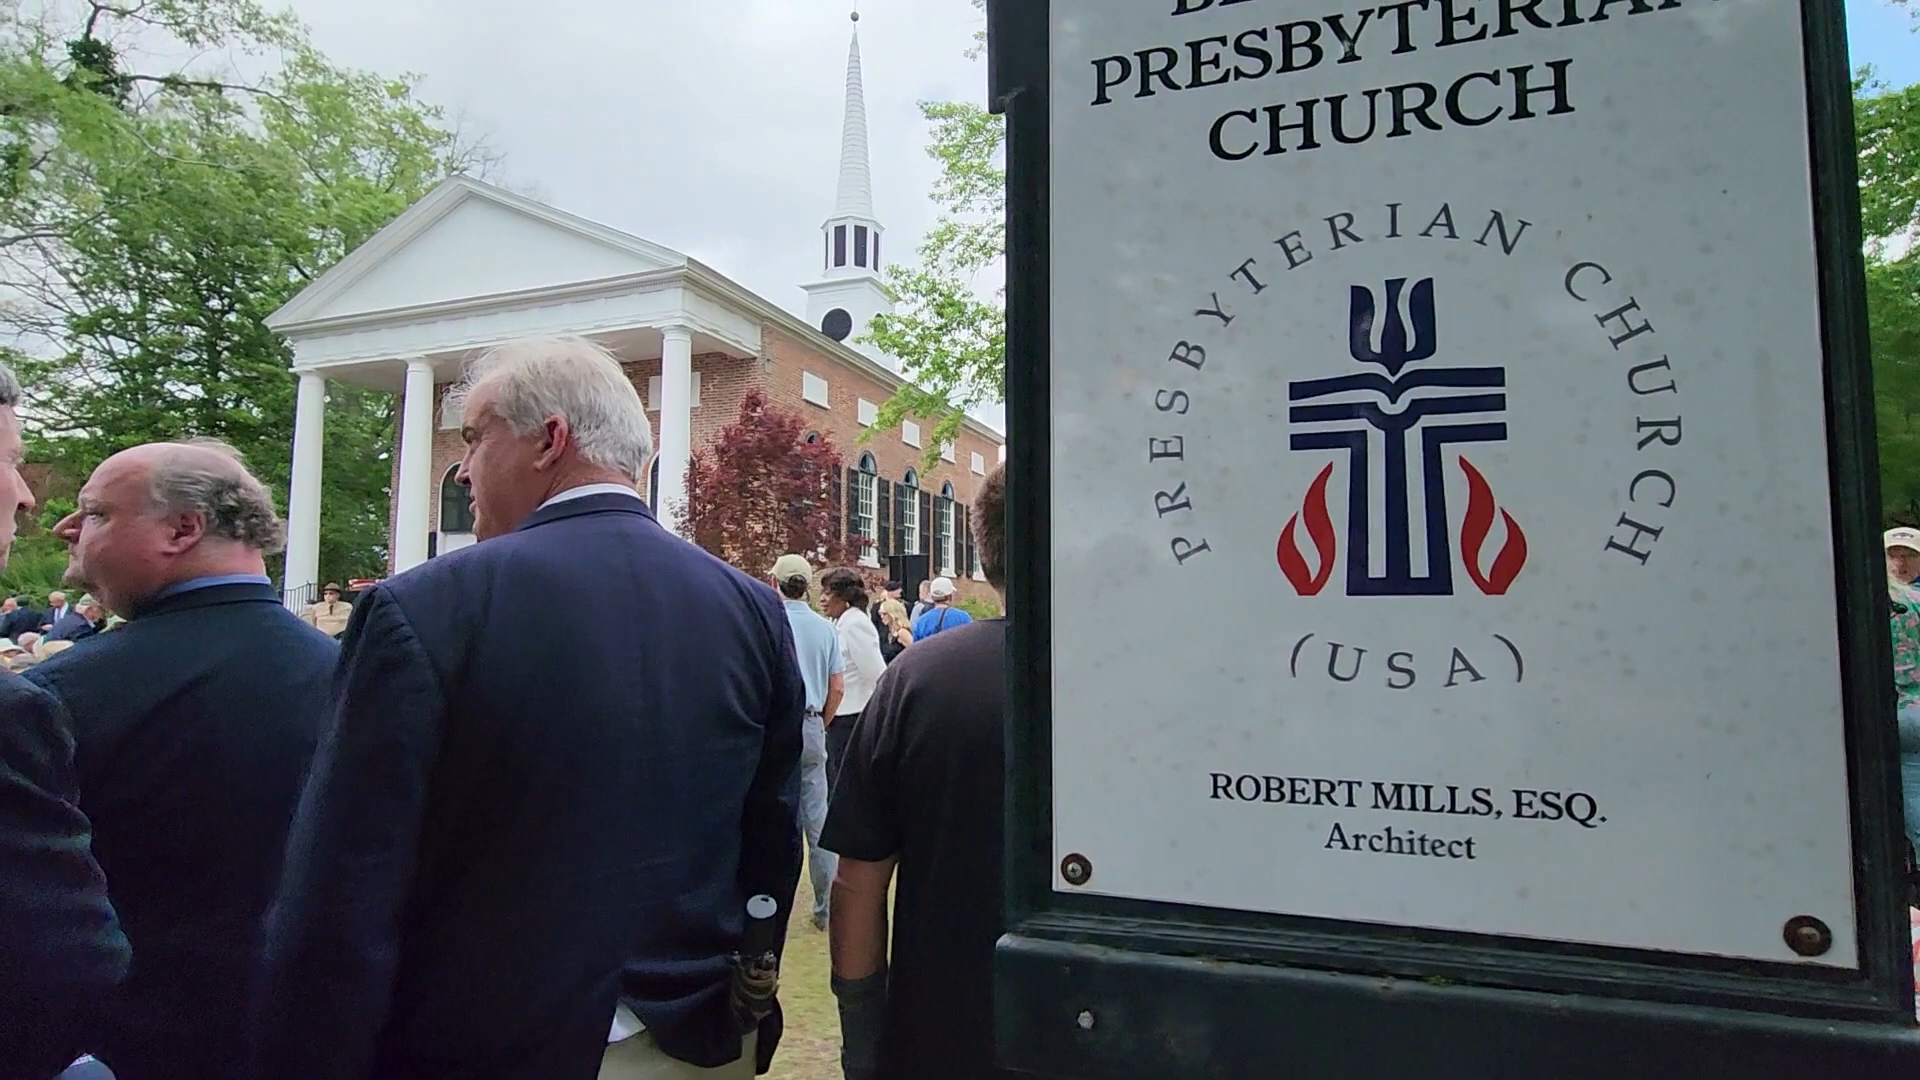 PRESBYTERIAN
CHURCH
PRESBYTERIAN CHURCH
(USA)
ROBERT MILLS, ESQ.
Architect